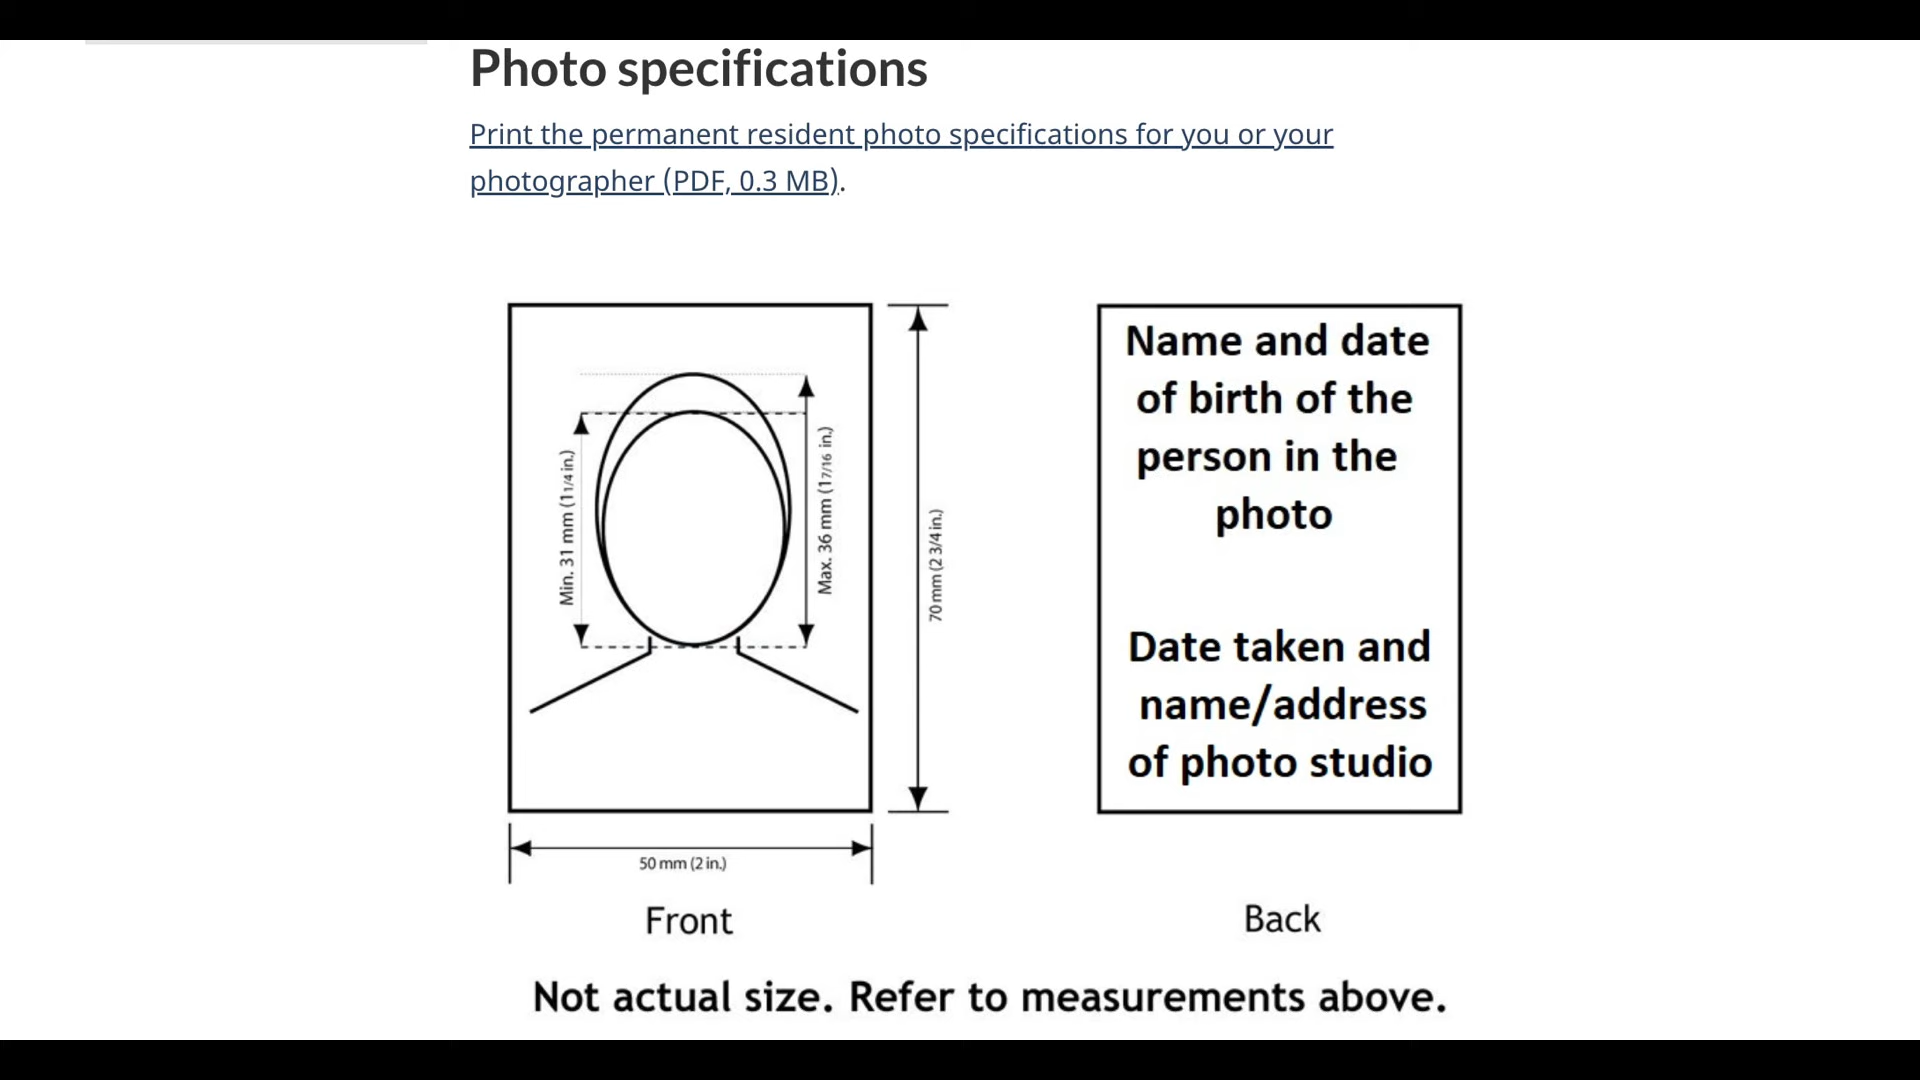 Photo specifications
Print the permanent resident photo specifications for you or your
photographer (PDF, 0.3 MB).
Min. 31 mm (1 1/4 in.)
Max. 36 mm (1 7/16 in.)
70 mm (2 3/4 in.)
50 mm (2 in.)
Front
Name and date
of birth of the
person in the
photo
Date taken and
name/address
of photo studio
Back
Not actual size. Refer to measurements above.